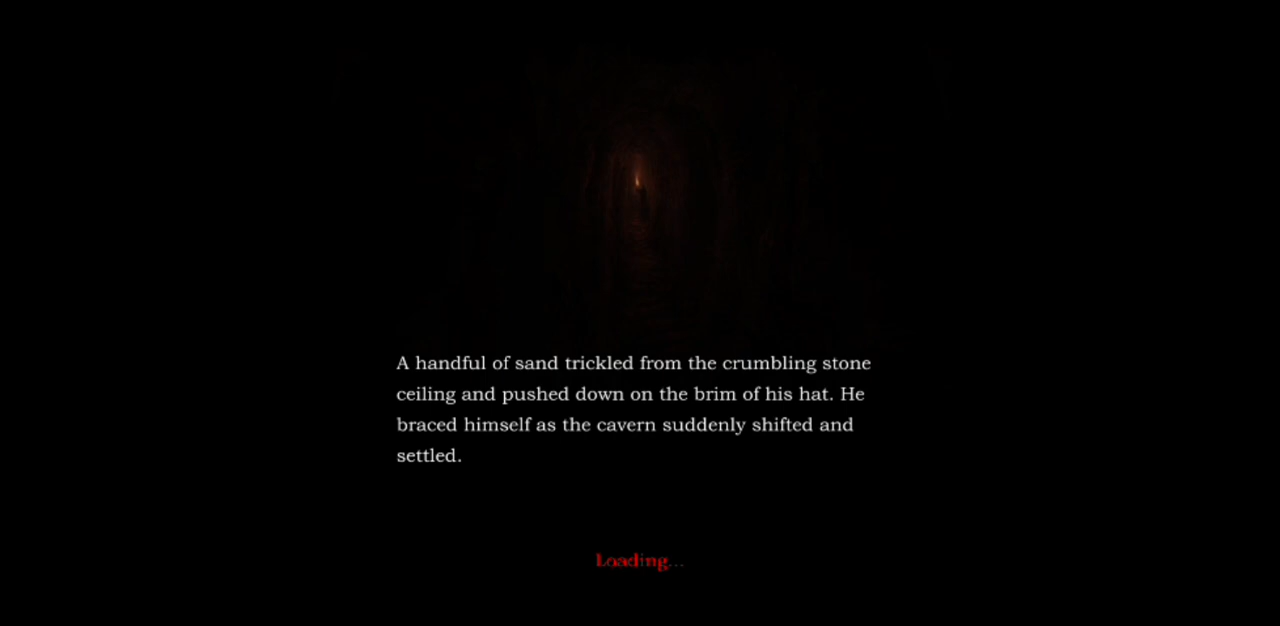 A handful of sand trickled from the crumbling stone
ceiling and pushed down on the brim of his hat. He
braced himself as the cavern suddenly shifted and
settled.
Loading...